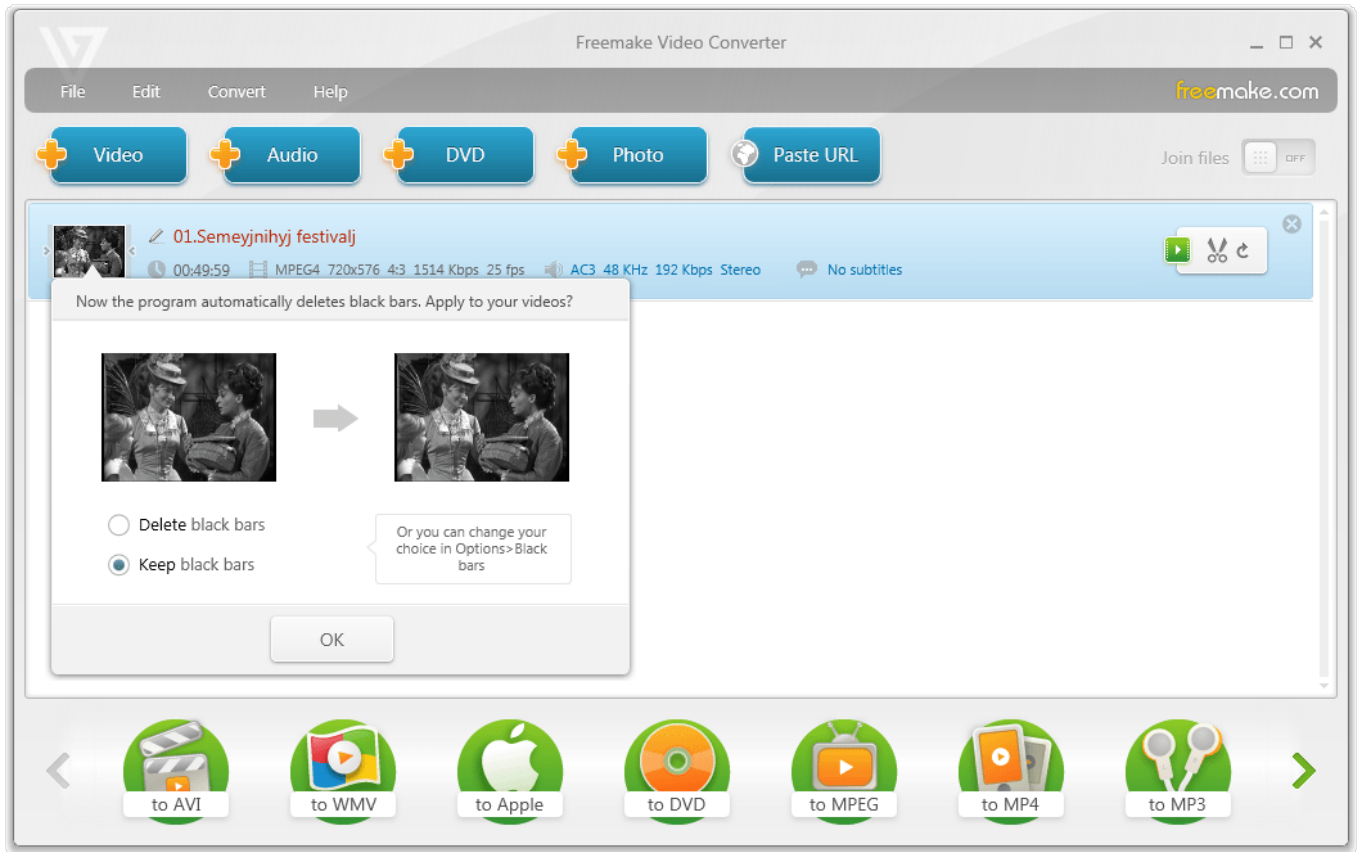 Freemake Video Converter
File Edit Convert Help
freemake.com
Video Audio DVD Photo Paste URL
Join files OFF
01.Semeyjnihyj festivalj
00:49:59 MPEG4 720x576 4:3 1514 Kbps 25 fps AC3 48 KHz 192 Kbps Stereo No subtitles
Now the program automatically deletes black bars. Apply to your videos?
Delete black bars
Keep black bars
Or you can change your
choice in Options>Black
bars
OK
to AVI to WMV to Apple to DVD to MPEG to MP4 to MP3